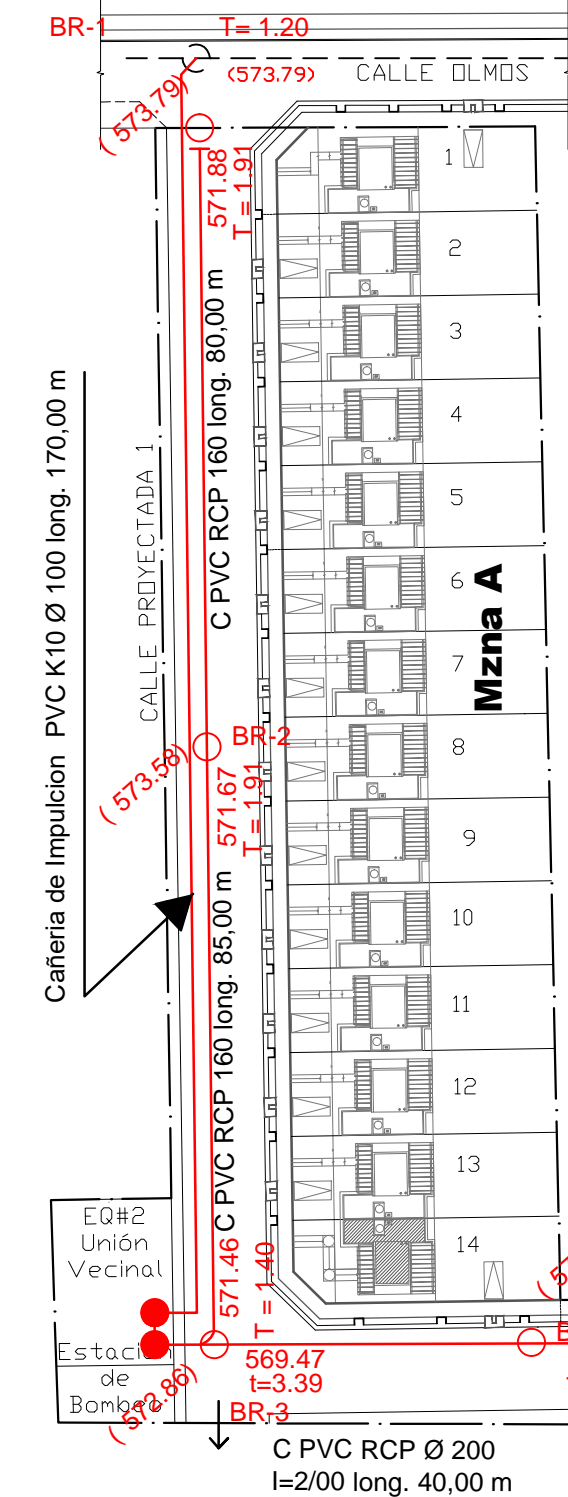 BR-1
T= 1.20
(573.79)
CALLE OLMOS
( 573.79)
571.88
T = 1.91
1
2
3
4
5
6
7
8
9
10
11
12
13
14
Mzna A
C PVC RCP 160 long. 80,00 m
CALLE PROYECTADA 1
Cañeria de Impulcion PVC K10 Ø 100 long. 170,00 m
BR-2
( 573.58)
571.67
T = 1.91
C PVC RCP 160 long. 85,00 m
EQ#2
Unión
Vecinal
571.46
T = 1.40
Estación
de
Bombeo
( 572.86)
569.47
t=3.39
BR-3
C PVC RCP Ø 200
I=2/00 long. 40,00 m